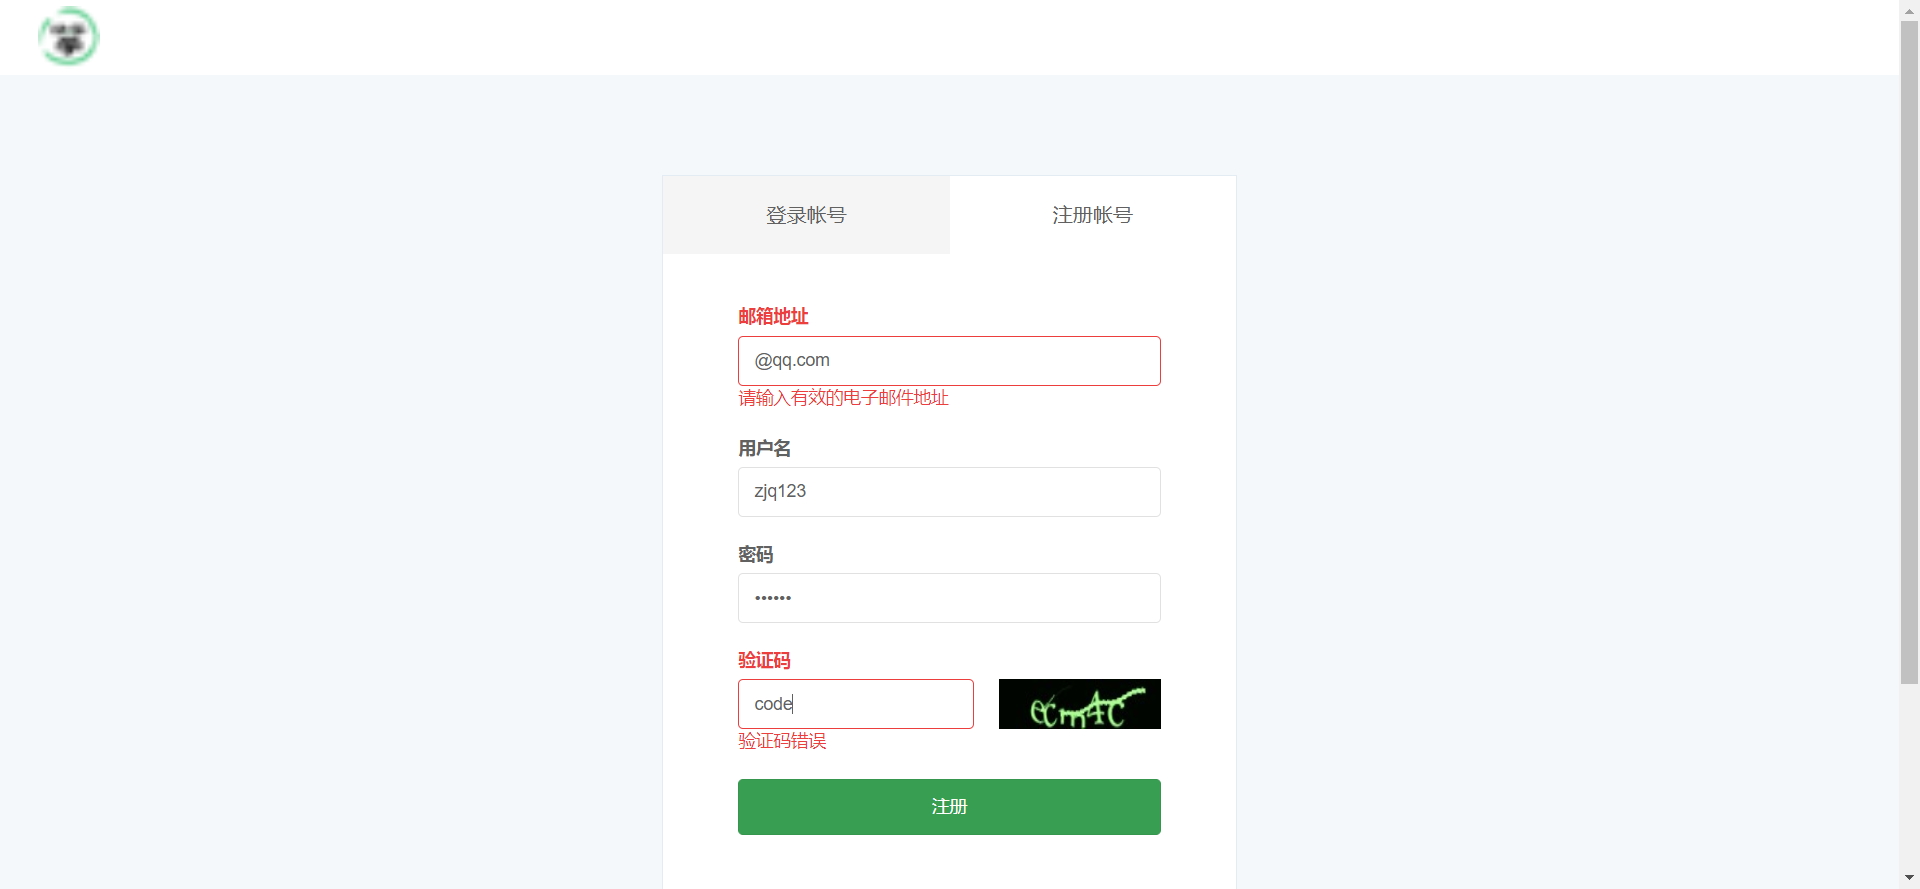 登录帐号
注册帐号
邮箱地址
@qq.com
请输入有效的电子邮件地址
用户名
zjq123
密码
••••••
验证码
code
ecm4c
验证码错误
注册